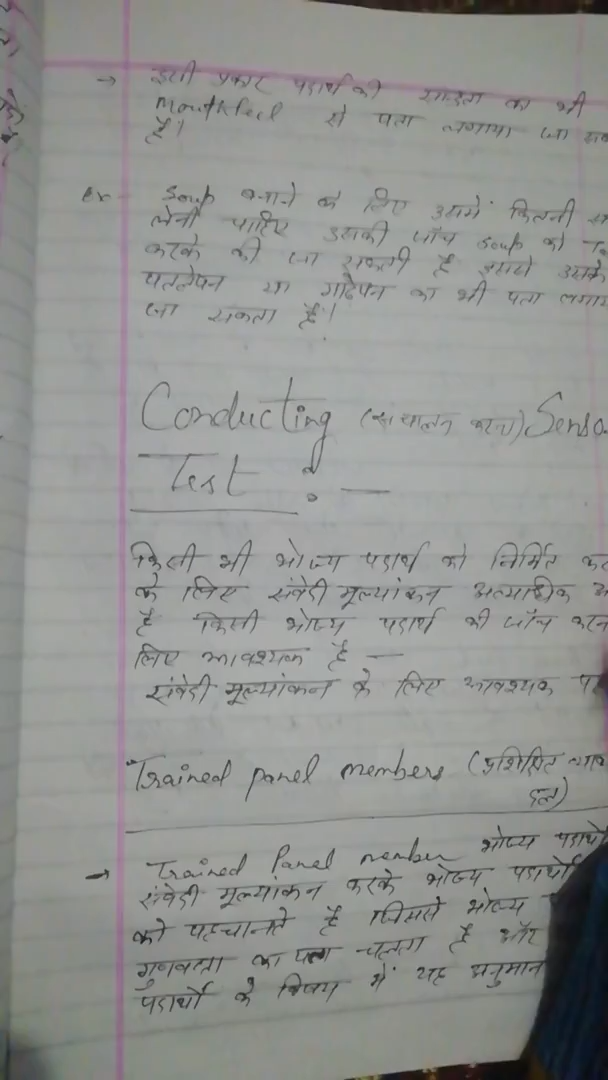 → इसी प्रकार पदार्थ की सान्द्रता का भी
mouthfeel से पता लगाया जा सक
है।
ex- Soup बनाने के लिए उसमें कितनी
लेनी चाहिए उसकी जाँच soup को
करके की जा सकती है इससे उसके
पतलेपन या गाढेपन का भी पता लगाया
जा सकता है।
Conducting (संचालन करना) Senso
Test :—
किसी भी भोज्य पदार्थ को निर्मित कर
के लिए संवेदी मूल्यांकन अत्याधिक
है किसी भोज्य पदार्थ की जाँच करन
लिए आवश्यक है —
संवेदी मूल्यांकन के लिए आवश्यक
Trained panel members (प्रशिक्षित
दल)
→ Trained Panel member भोज्य पदार्थो
संवेदी मूल्यांकन करके भोज्य पदार्थो
को पहचानते है जिससे भोज्य
गुणवत्ता का पता चलता है और
पदार्थो के विषय में यह अनुमान